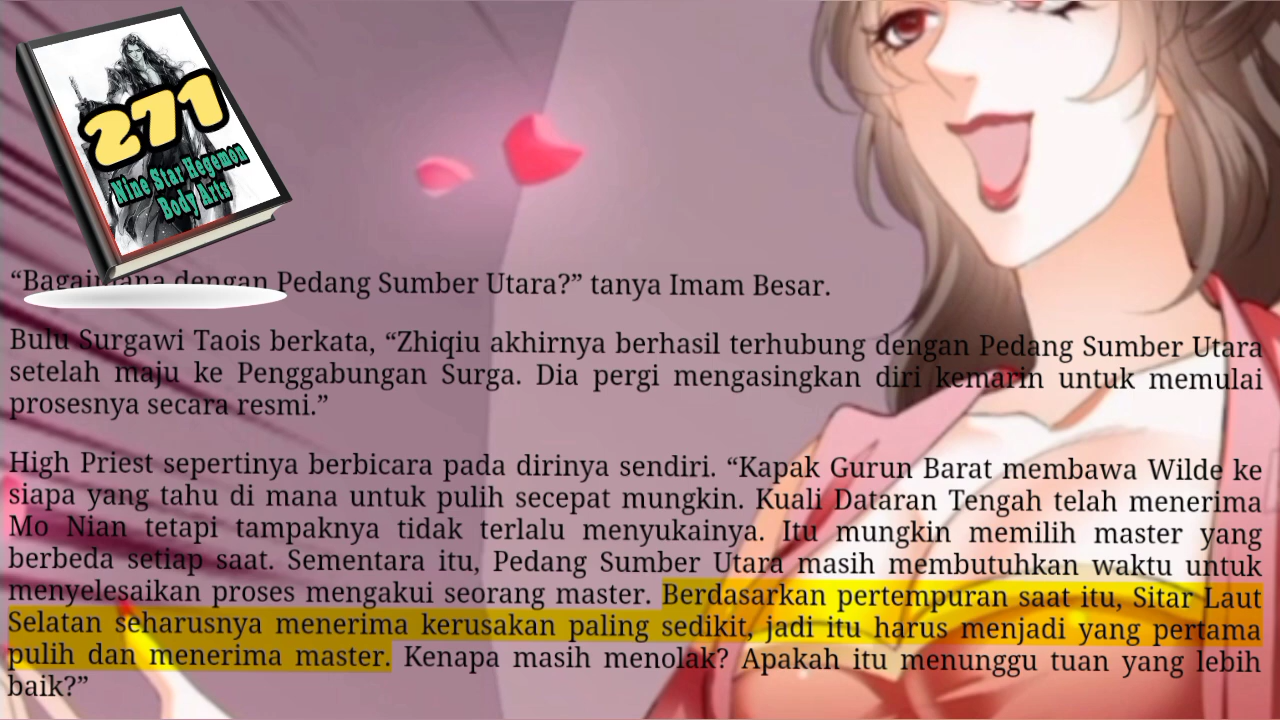 271
Nine Star Hegemon
Body Arts
“Bagaimana dengan Pedang Sumber Utara?” tanya Imam Besar.
Bulu Surgawi Taois berkata, “Zhiqiu akhirnya berhasil terhubung dengan Pedang Sumber Utara
setelah maju ke Penggabungan Surga. Dia pergi mengasingkan diri kemarin untuk memulai
prosesnya secara resmi.”
High Priest sepertinya berbicara pada dirinya sendiri. “Kapak Gurun Barat membawa Wilde ke
siapa yang tahu di mana untuk pulih secepat mungkin. Kuali Dataran Tengah telah menerima
Mo Nian tetapi tampaknya tidak terlalu menyukainya. Itu mungkin memilih master yang
berbeda setiap saat. Sementara itu, Pedang Sumber Utara masih membutuhkan waktu untuk
menyelesaikan proses mengakui seorang master. Berdasarkan pertempuran saat itu, Sitar Laut
Selatan seharusnya menerima kerusakan paling sedikit, jadi itu harus menjadi yang pertama
pulih dan menerima master. Kenapa masih menolak? Apakah itu menunggu tuan yang lebih
baik?”